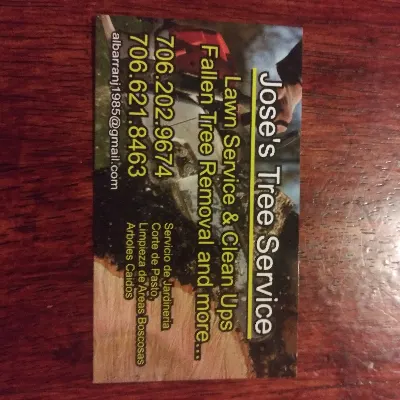 Jose's Tree Service
Lawn Service & Clean Ups
Fallen Tree Removal and more...
706.202.9674
706.621.8463
albarranj1985@gmail.com
Servicio de Jardineria
Corte de Pasto,
Limpieza de Areas Boscosas
Arboles Caidos